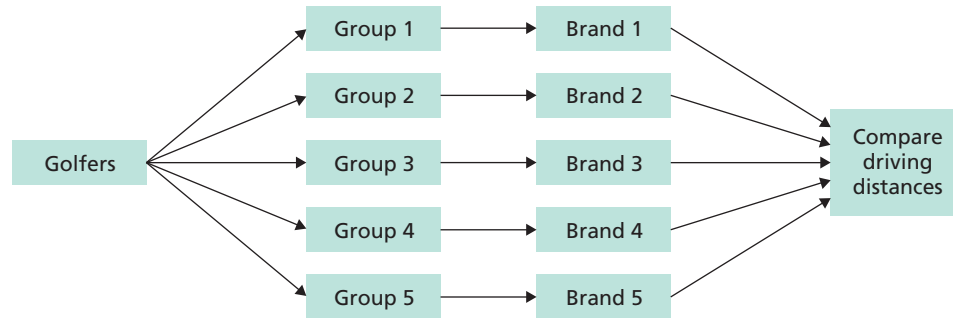 Group 1
Brand 1
Group 2
Brand 2
Golfers
Group 3
Brand 3
Compare
driving
distances
Group 4
Brand 4
Group 5
Brand 5